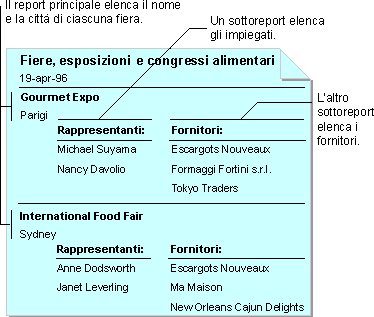 Il report principale elenca il nome
e la città di ciascuna fiera.
Un sottoreport elenca
gli impiegati.
Fiere, esposizioni e congressi alimentari
19-apr-96
Gourmet Expo
Parigi
L'altro
sottoreport
elenca i
fornitori.
Rappresentanti: Fornitori:
Michael Suyama Escargots Nouveaux
Nancy Davolio Formaggi Fortini s.r.l.
Tokyo Traders
International Food Fair
Sydney
Rappresentanti: Fornitori:
Anne Dodsworth Escargots Nouveaux
Janet Leverling Ma Maison
New Orleans Cajun Delights